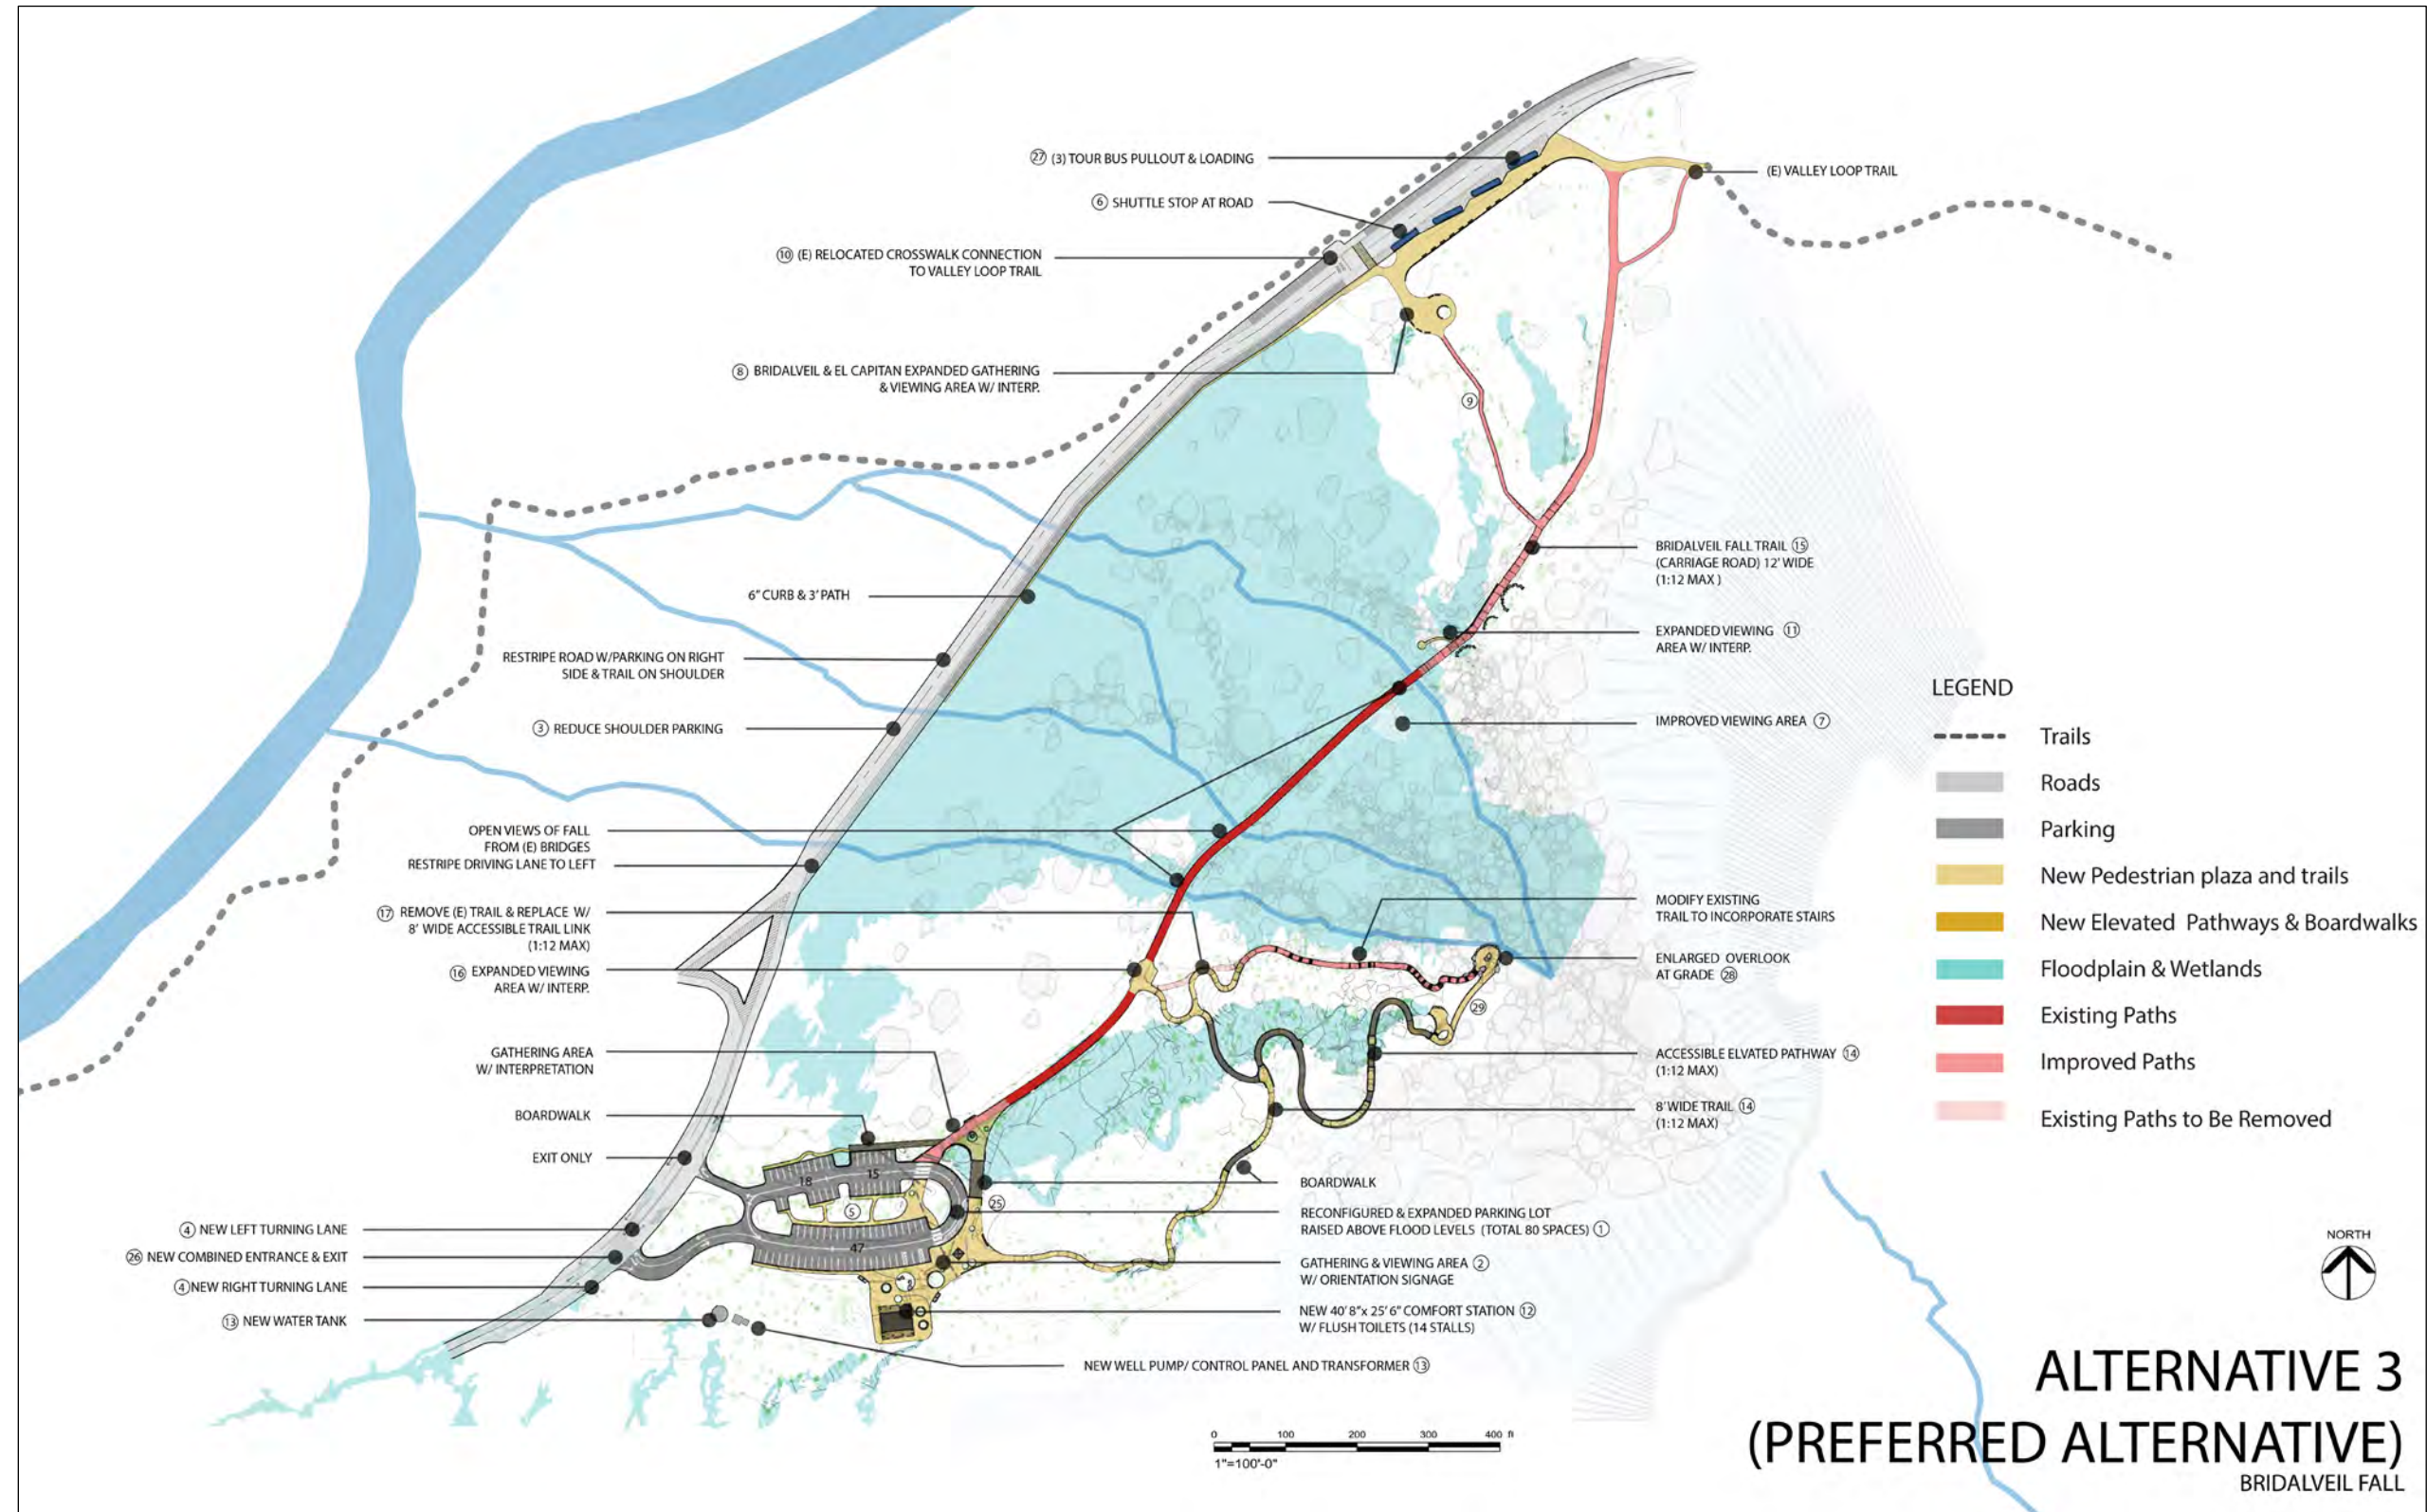 ㉗ (3) TOUR BUS PULLOUT & LOADING
(E) VALLEY LOOP TRAIL
⑥ SHUTTLE STOP AT ROAD
⑩ (E) RELOCATED CROSSWALK CONNECTION
TO VALLEY LOOP TRAIL
⑧ BRIDALVEIL & EL CAPITAN EXPANDED GATHERING
& VIEWING AREA W/ INTERP.
⑨
6" CURB & 3' PATH
RESTRIPE ROAD W/PARKING ON RIGHT
SIDE & TRAIL ON SHOULDER
③ REDUCE SHOULDER PARKING
OPEN VIEWS OF FALL
FROM (E) BRIDGES
RESTRIPE DRIVING LANE TO LEFT
⑰ REMOVE (E) TRAIL & REPLACE W/
8' WIDE ACCESSIBLE TRAIL LINK
(1:12 MAX)
⑯ EXPANDED VIEWING
AREA W/ INTERP.
GATHERING AREA
W/ INTERPRETATION
BOARDWALK
EXIT ONLY
④ NEW LEFT TURNING LANE
㉖ NEW COMBINED ENTRANCE & EXIT
④NEW RIGHT TURNING LANE
⑬ NEW WATER TANK
18
15
⑤
47
㉕
㉙
BRIDALVEIL FALL TRAIL ⑮
(CARRIAGE ROAD) 12' WIDE
(1:12 MAX )
EXPANDED VIEWING ⑪
AREA W/ INTERP.
IMPROVED VIEWING AREA ⑦
MODIFY EXISTING
TRAIL TO INCORPORATE STAIRS
ENLARGED OVERLOOK
AT GRADE ㉘
ACCESSIBLE ELVATED PATHWAY ⑭
(1:12 MAX)
8' WIDE TRAIL ⑭
(1:12 MAX)
BOARDWALK
RECONFIGURED & EXPANDED PARKING LOT
RAISED ABOVE FLOOD LEVELS (TOTAL 80 SPACES) ①
GATHERING & VIEWING AREA ②
W/ ORIENTATION SIGNAGE
NEW 40' 8"x 25' 6" COMFORT STATION ⑫
W/ FLUSH TOILETS (14 STALLS)
NEW WELL PUMP/ CONTROL PANEL AND TRANSFORMER ⑬
LEGEND
Trails
Roads
Parking
New Pedestrian plaza and trails
New Elevated Pathways & Boardwalks
Floodplain & Wetlands
Existing Paths
Improved Paths
Existing Paths to Be Removed
NORTH
0 100 200 300 400 ft
1"=100'-0"
ALTERNATIVE 3
(PREFERRED ALTERNATIVE)
BRIDALVEIL FALL